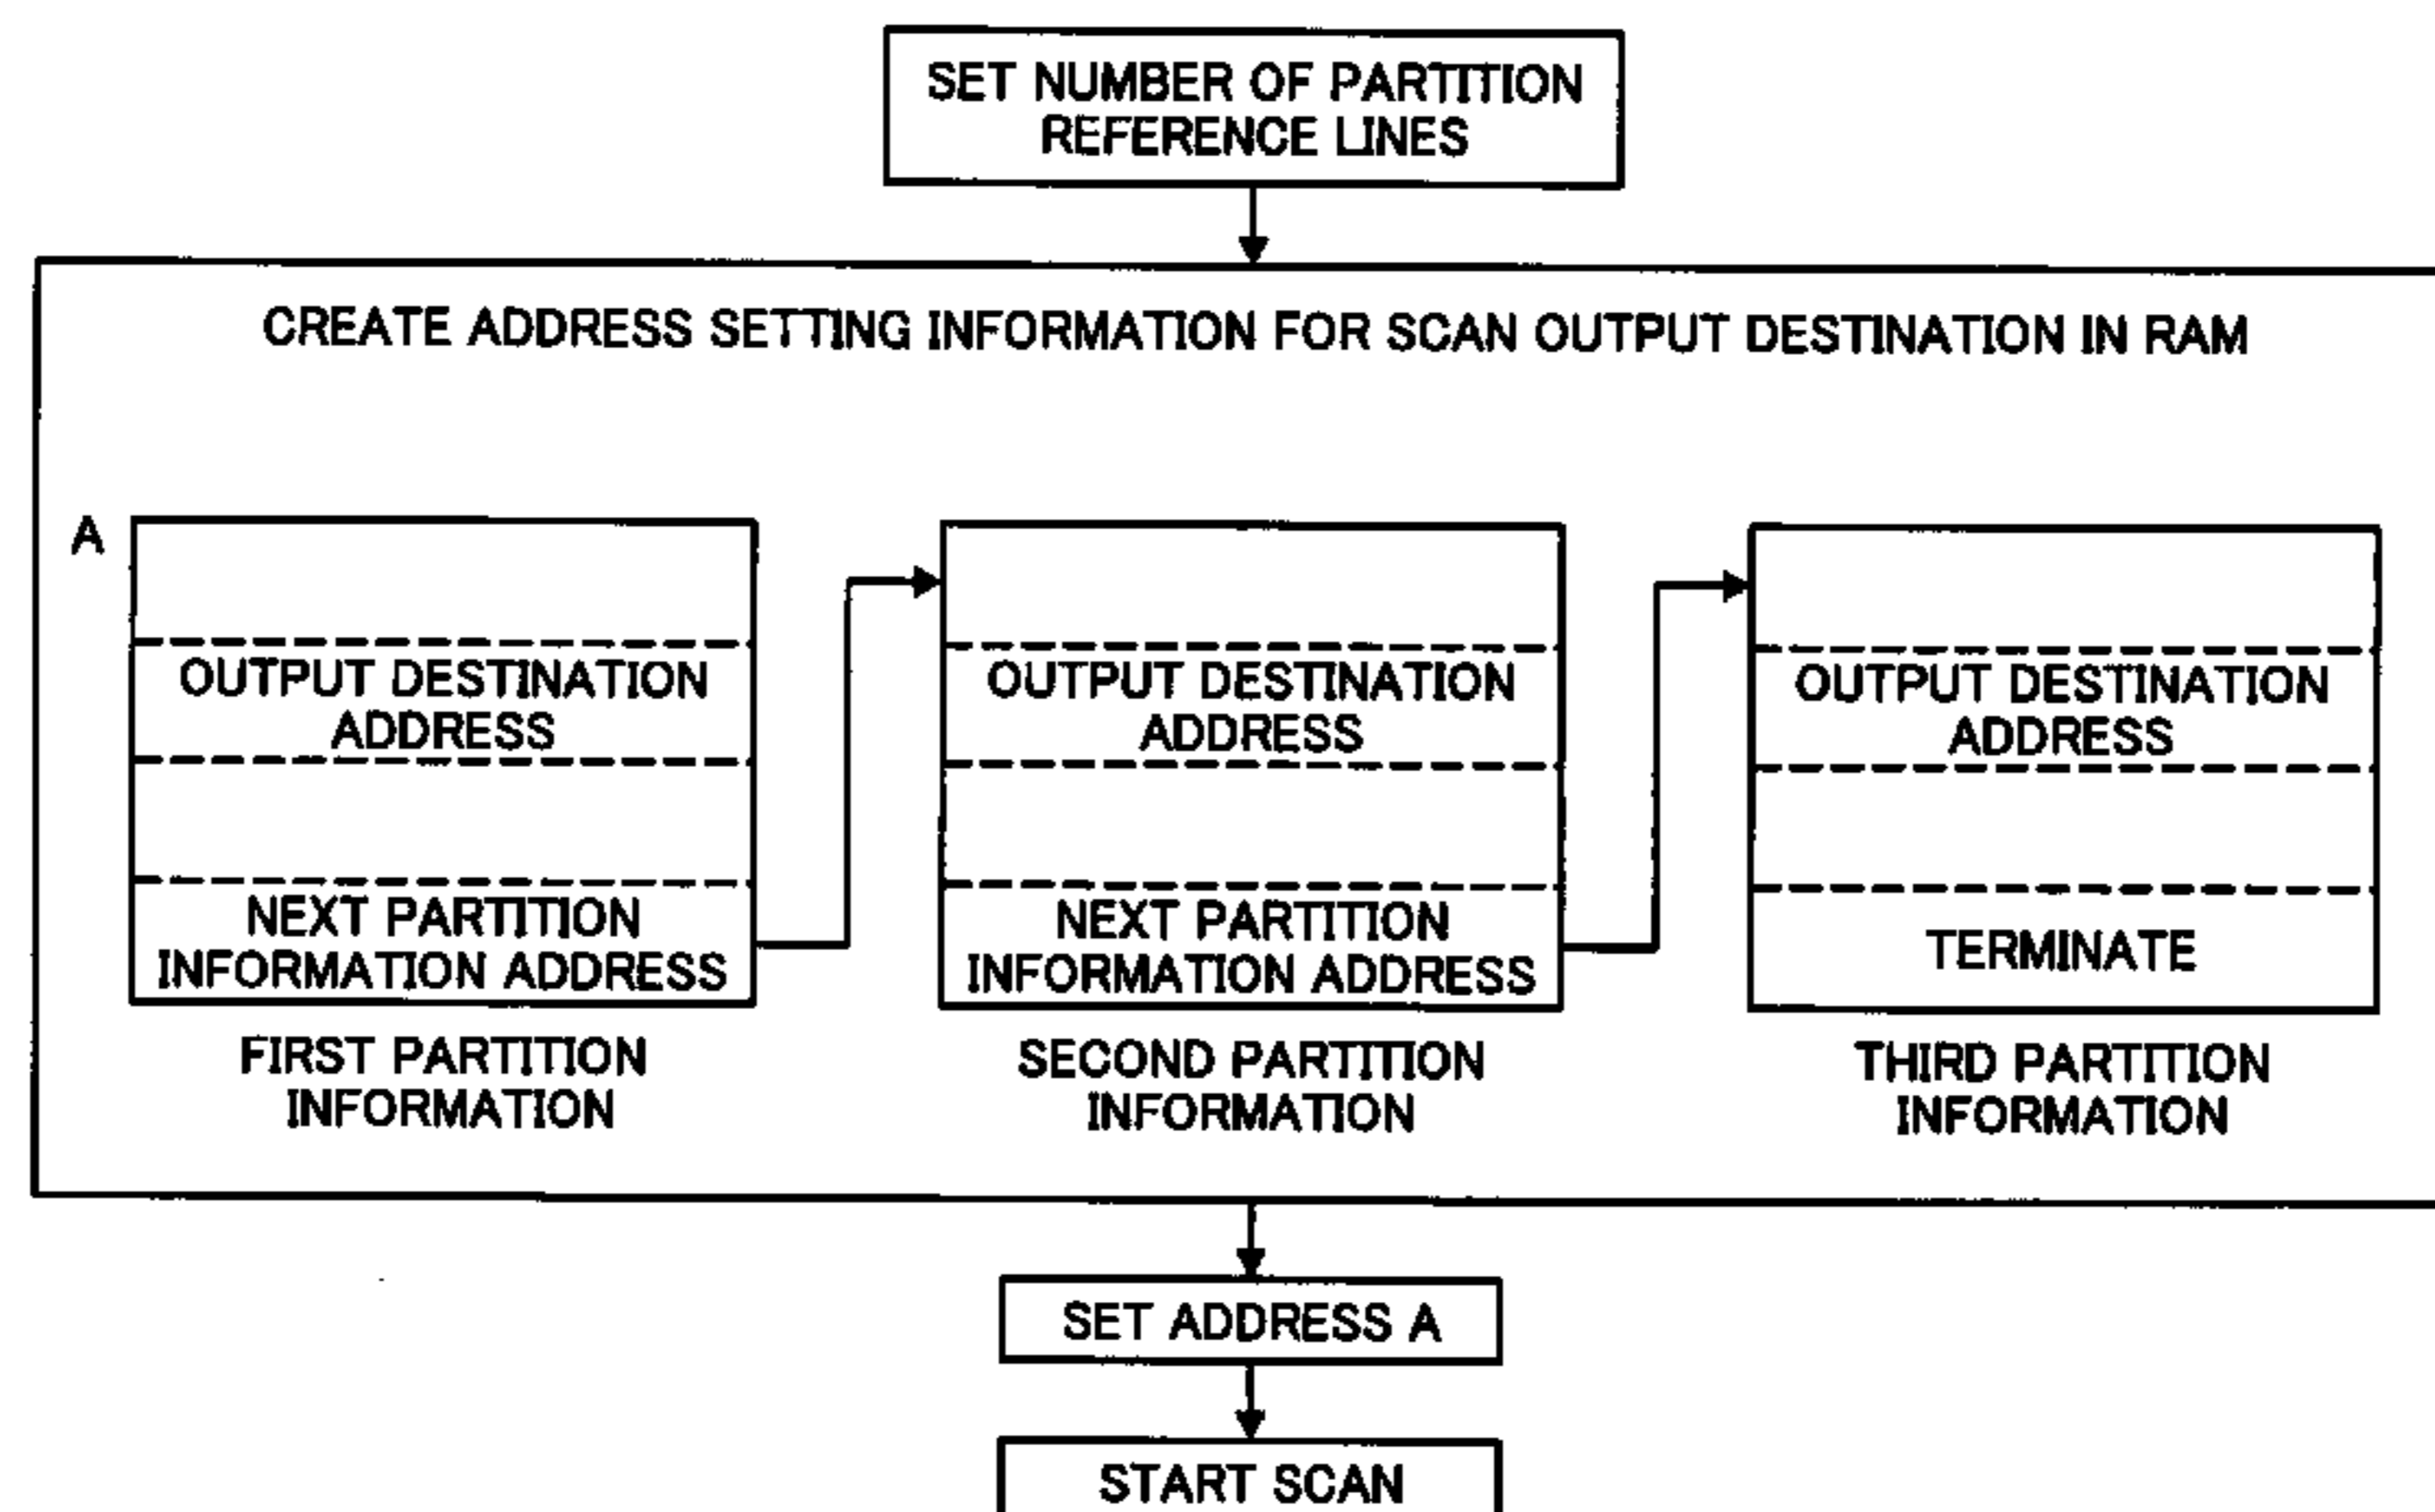 SET NUMBER OF PARTITION
REFERENCE LINES
CREATE ADDRESS SETTING INFORMATION FOR SCAN OUTPUT DESTINATION IN RAM
A
OUTPUT DESTINATION
ADDRESS
NEXT PARTITION
INFORMATION ADDRESS
FIRST PARTITION
INFORMATION
OUTPUT DESTINATION
ADDRESS
NEXT PARTITION
INFORMATION ADDRESS
SECOND PARTITION
INFORMATION
OUTPUT DESTINATION
ADDRESS
TERMINATE
THIRD PARTITION
INFORMATION
SET ADDRESS A
START SCAN